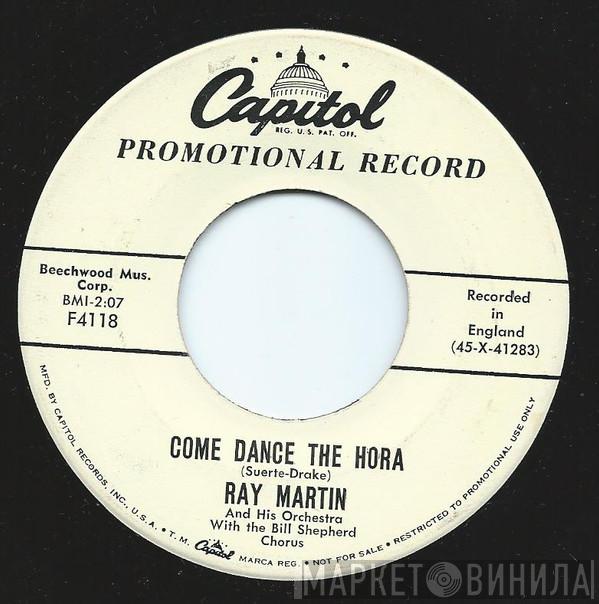 Capitol
REG. U.S. PAT. OFF.
PROMOTIONAL RECORD
Beechwood Mus.
Corp.
BMI-2:07
F4118
Recorded
in
England
(45-X-41283)
COME DANCE THE HORA
(Suerte-Drake)
RAY MARTIN
And His Orchestra
With the Bill Shepherd
Chorus
MFD. BY CAPITOL RECORDS, INC., U.S.A. • T.M. Capitol MARCA REG. • NOT FOR SALE • RESTRICTED TO PROMOTIONAL USE ONLY
МАРКЕТ ВИНИЛА